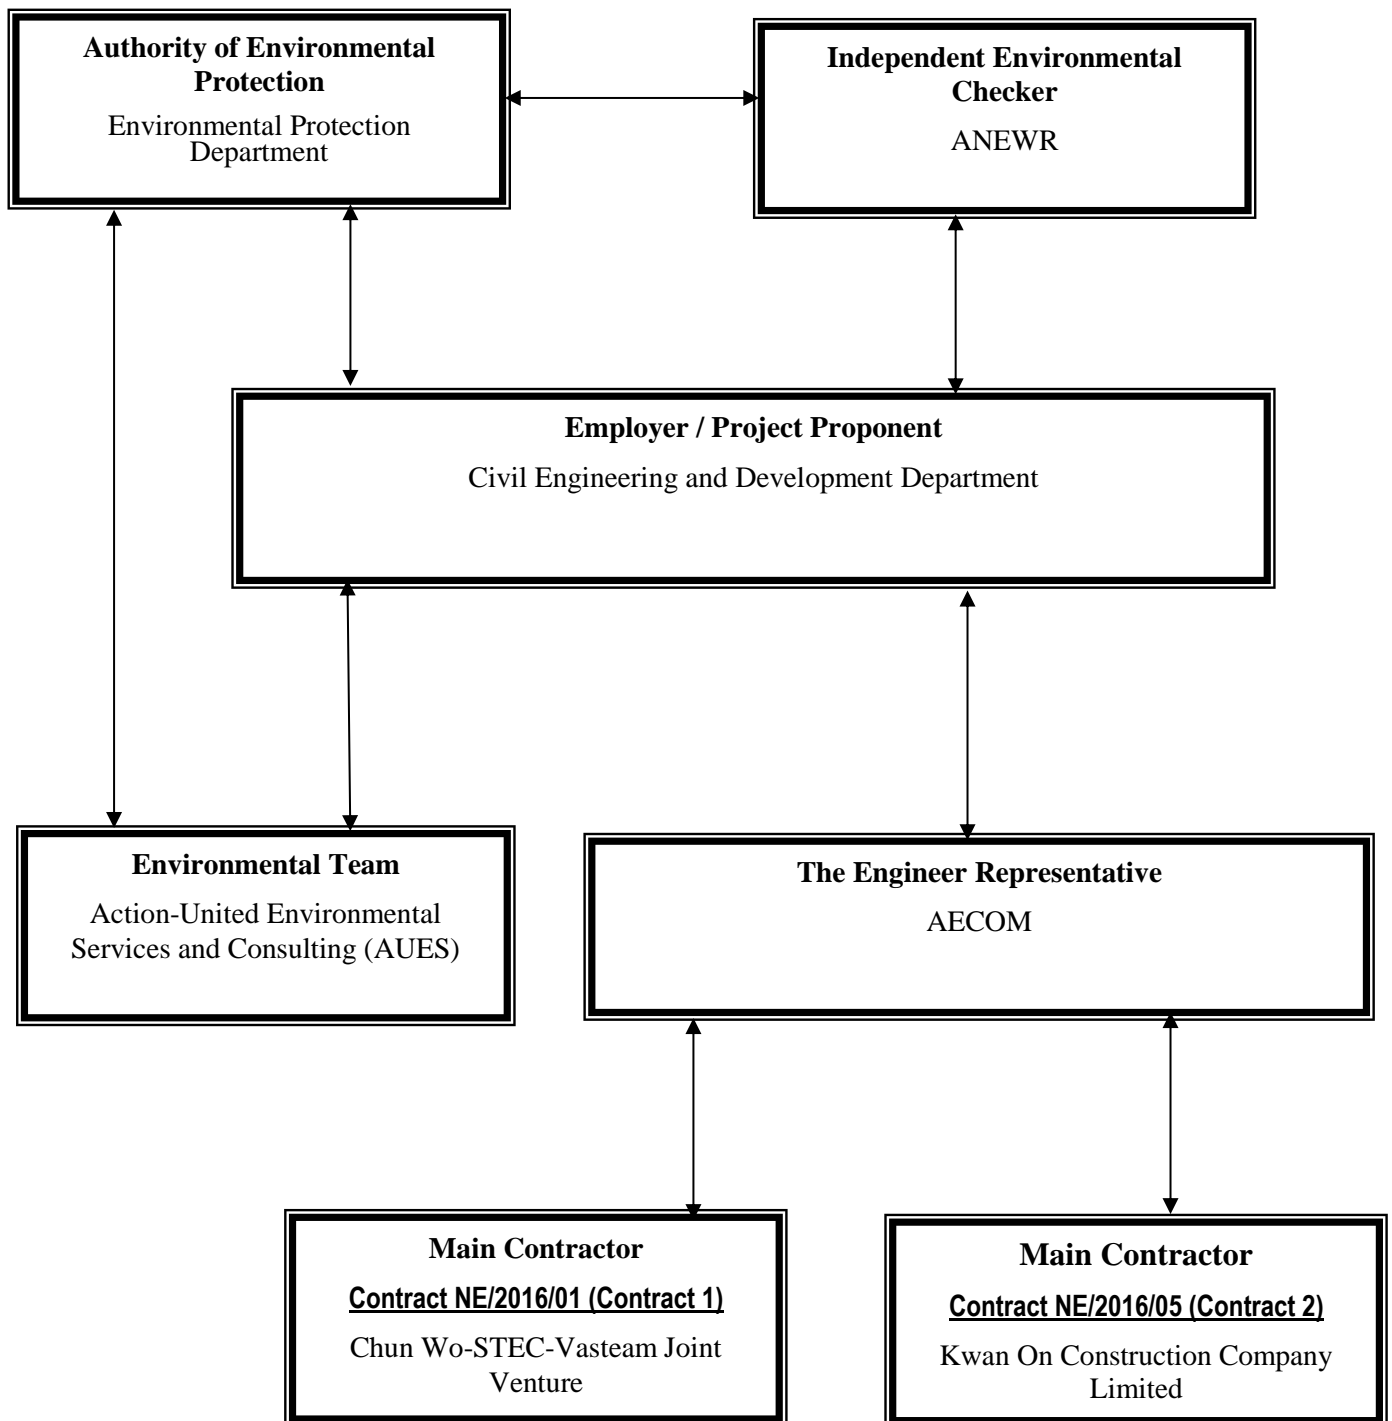 Authority of Environmental
Protection
Environmental Protection
Department
Independent Environmental
Checker
ANEWR
Employer / Project Proponent
Civil Engineering and Development Department
Environmental Team
Action-United Environmental
Services and Consulting (AUES)
The Engineer Representative
AECOM
Main Contractor
Contract NE/2016/01 (Contract 1)
Chun Wo-STEC-Vasteam Joint
Venture
Main Contractor
Contract NE/2016/05 (Contract 2)
Kwan On Construction Company
Limited